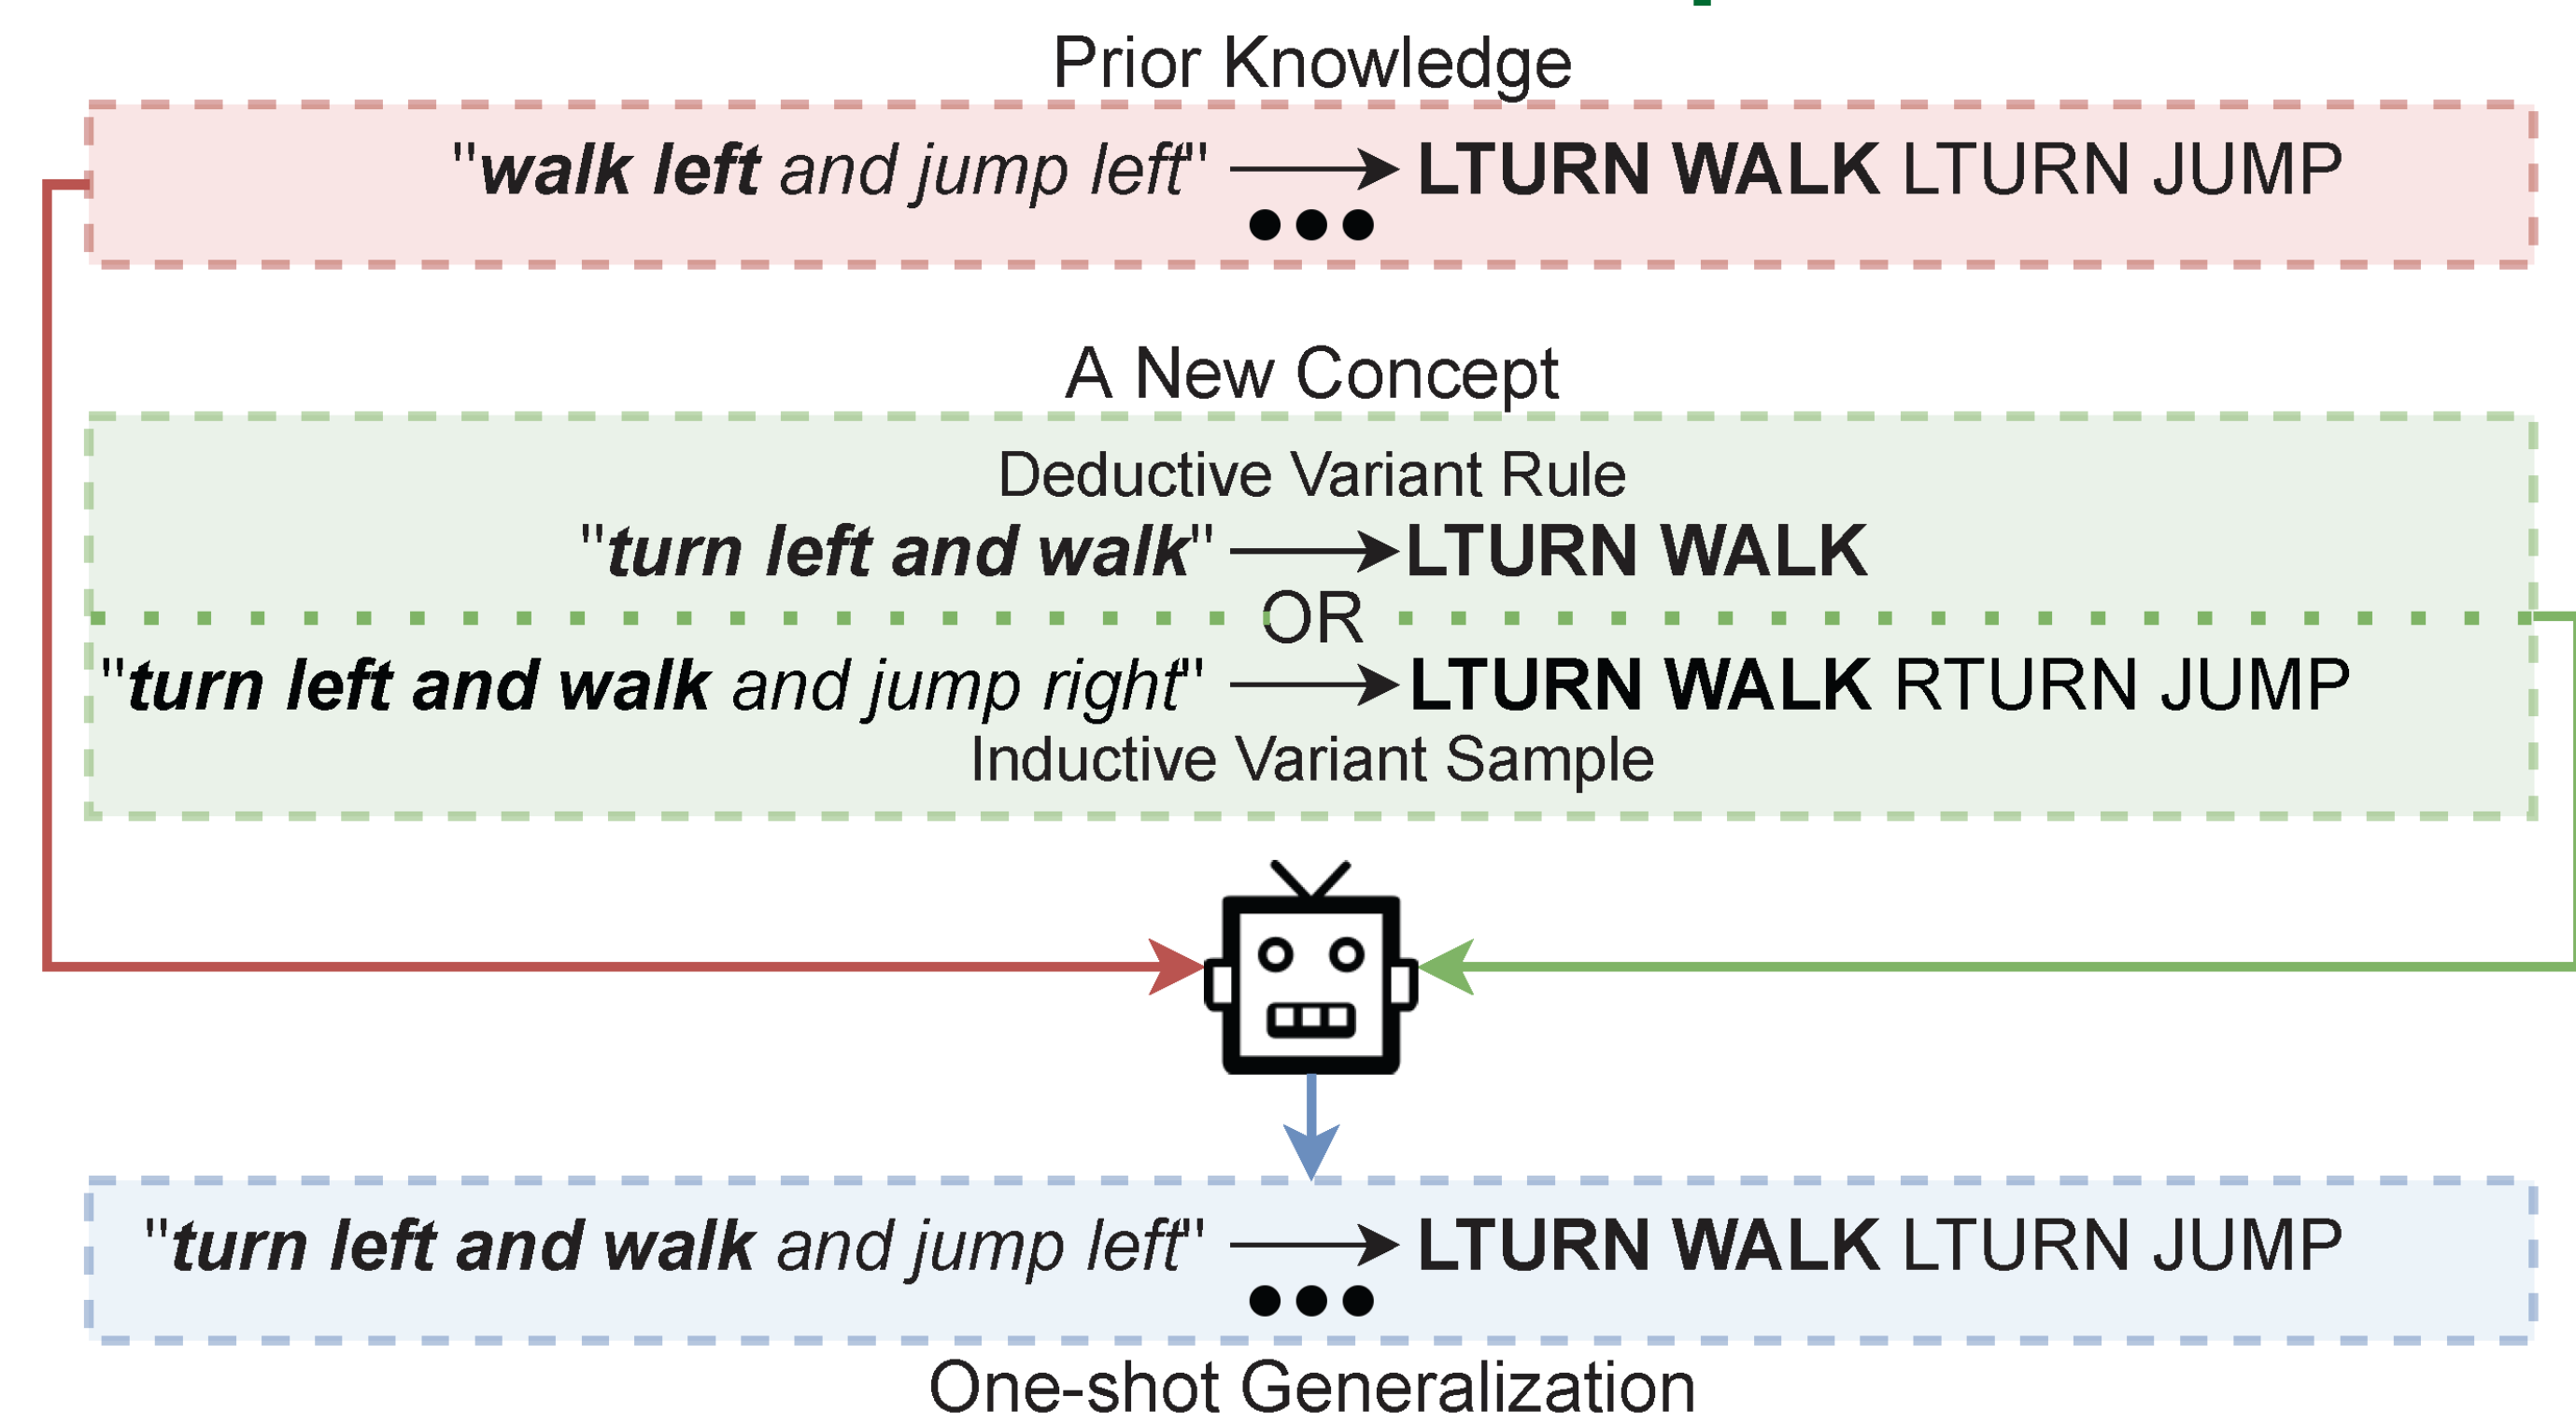 Prior Knowledge
"walk left and jump left" LTURN WALK LTURN JUMP
A New Concept
Deductive Variant Rule
"turn left and walk" LTURN WALK
OR
"turn left and walk and jump right" LTURN WALK RTURN JUMP
Inductive Variant Sample
"turn left and walk and jump left" LTURN WALK LTURN JUMP
One-shot Generalization